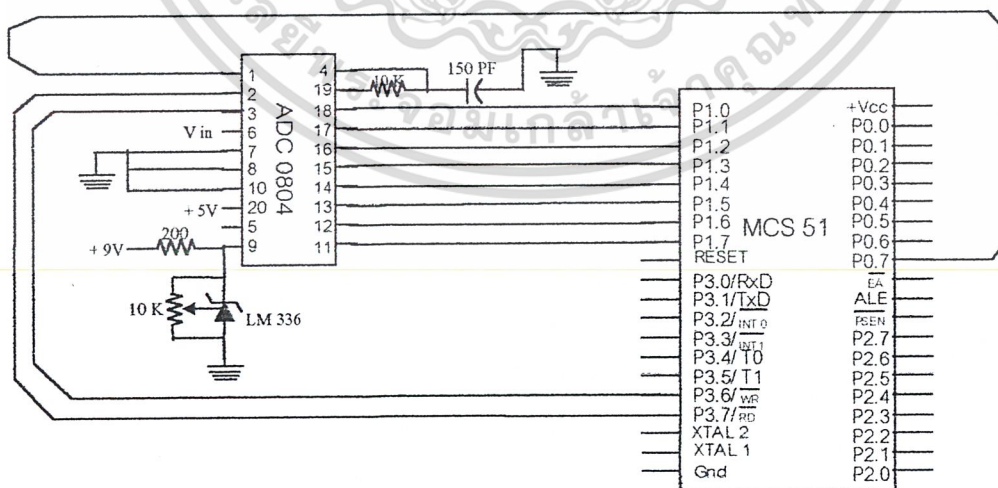 150 PF
10 K
1
2
3
V in
6
7
8
10
+ 5V
20
5
+ 9V
200
9
ADC 0804
4
19
18
17
16
15
14
13
12
11
10 K
LM 336
P1.0
P1.1
P1.2
P1.3
P1.4
P1.5
P1.6
P1.7
RESET
P3.0/RxD
P3.1/TxD
P3.2/INT 0
P3.3/INT 1
P3.4/ T0
P3.5/ T1
P3.6/ WR
P3.7/ RD
XTAL 2
XTAL 1
Gnd
MCS 51
+Vcc
P0.0
P0.1
P0.2
P0.3
P0.4
P0.5
P0.6
P0.7
EA
ALE
PSEN
P2.7
P2.6
P2.5
P2.4
P2.3
P2.2
P2.1
P2.0